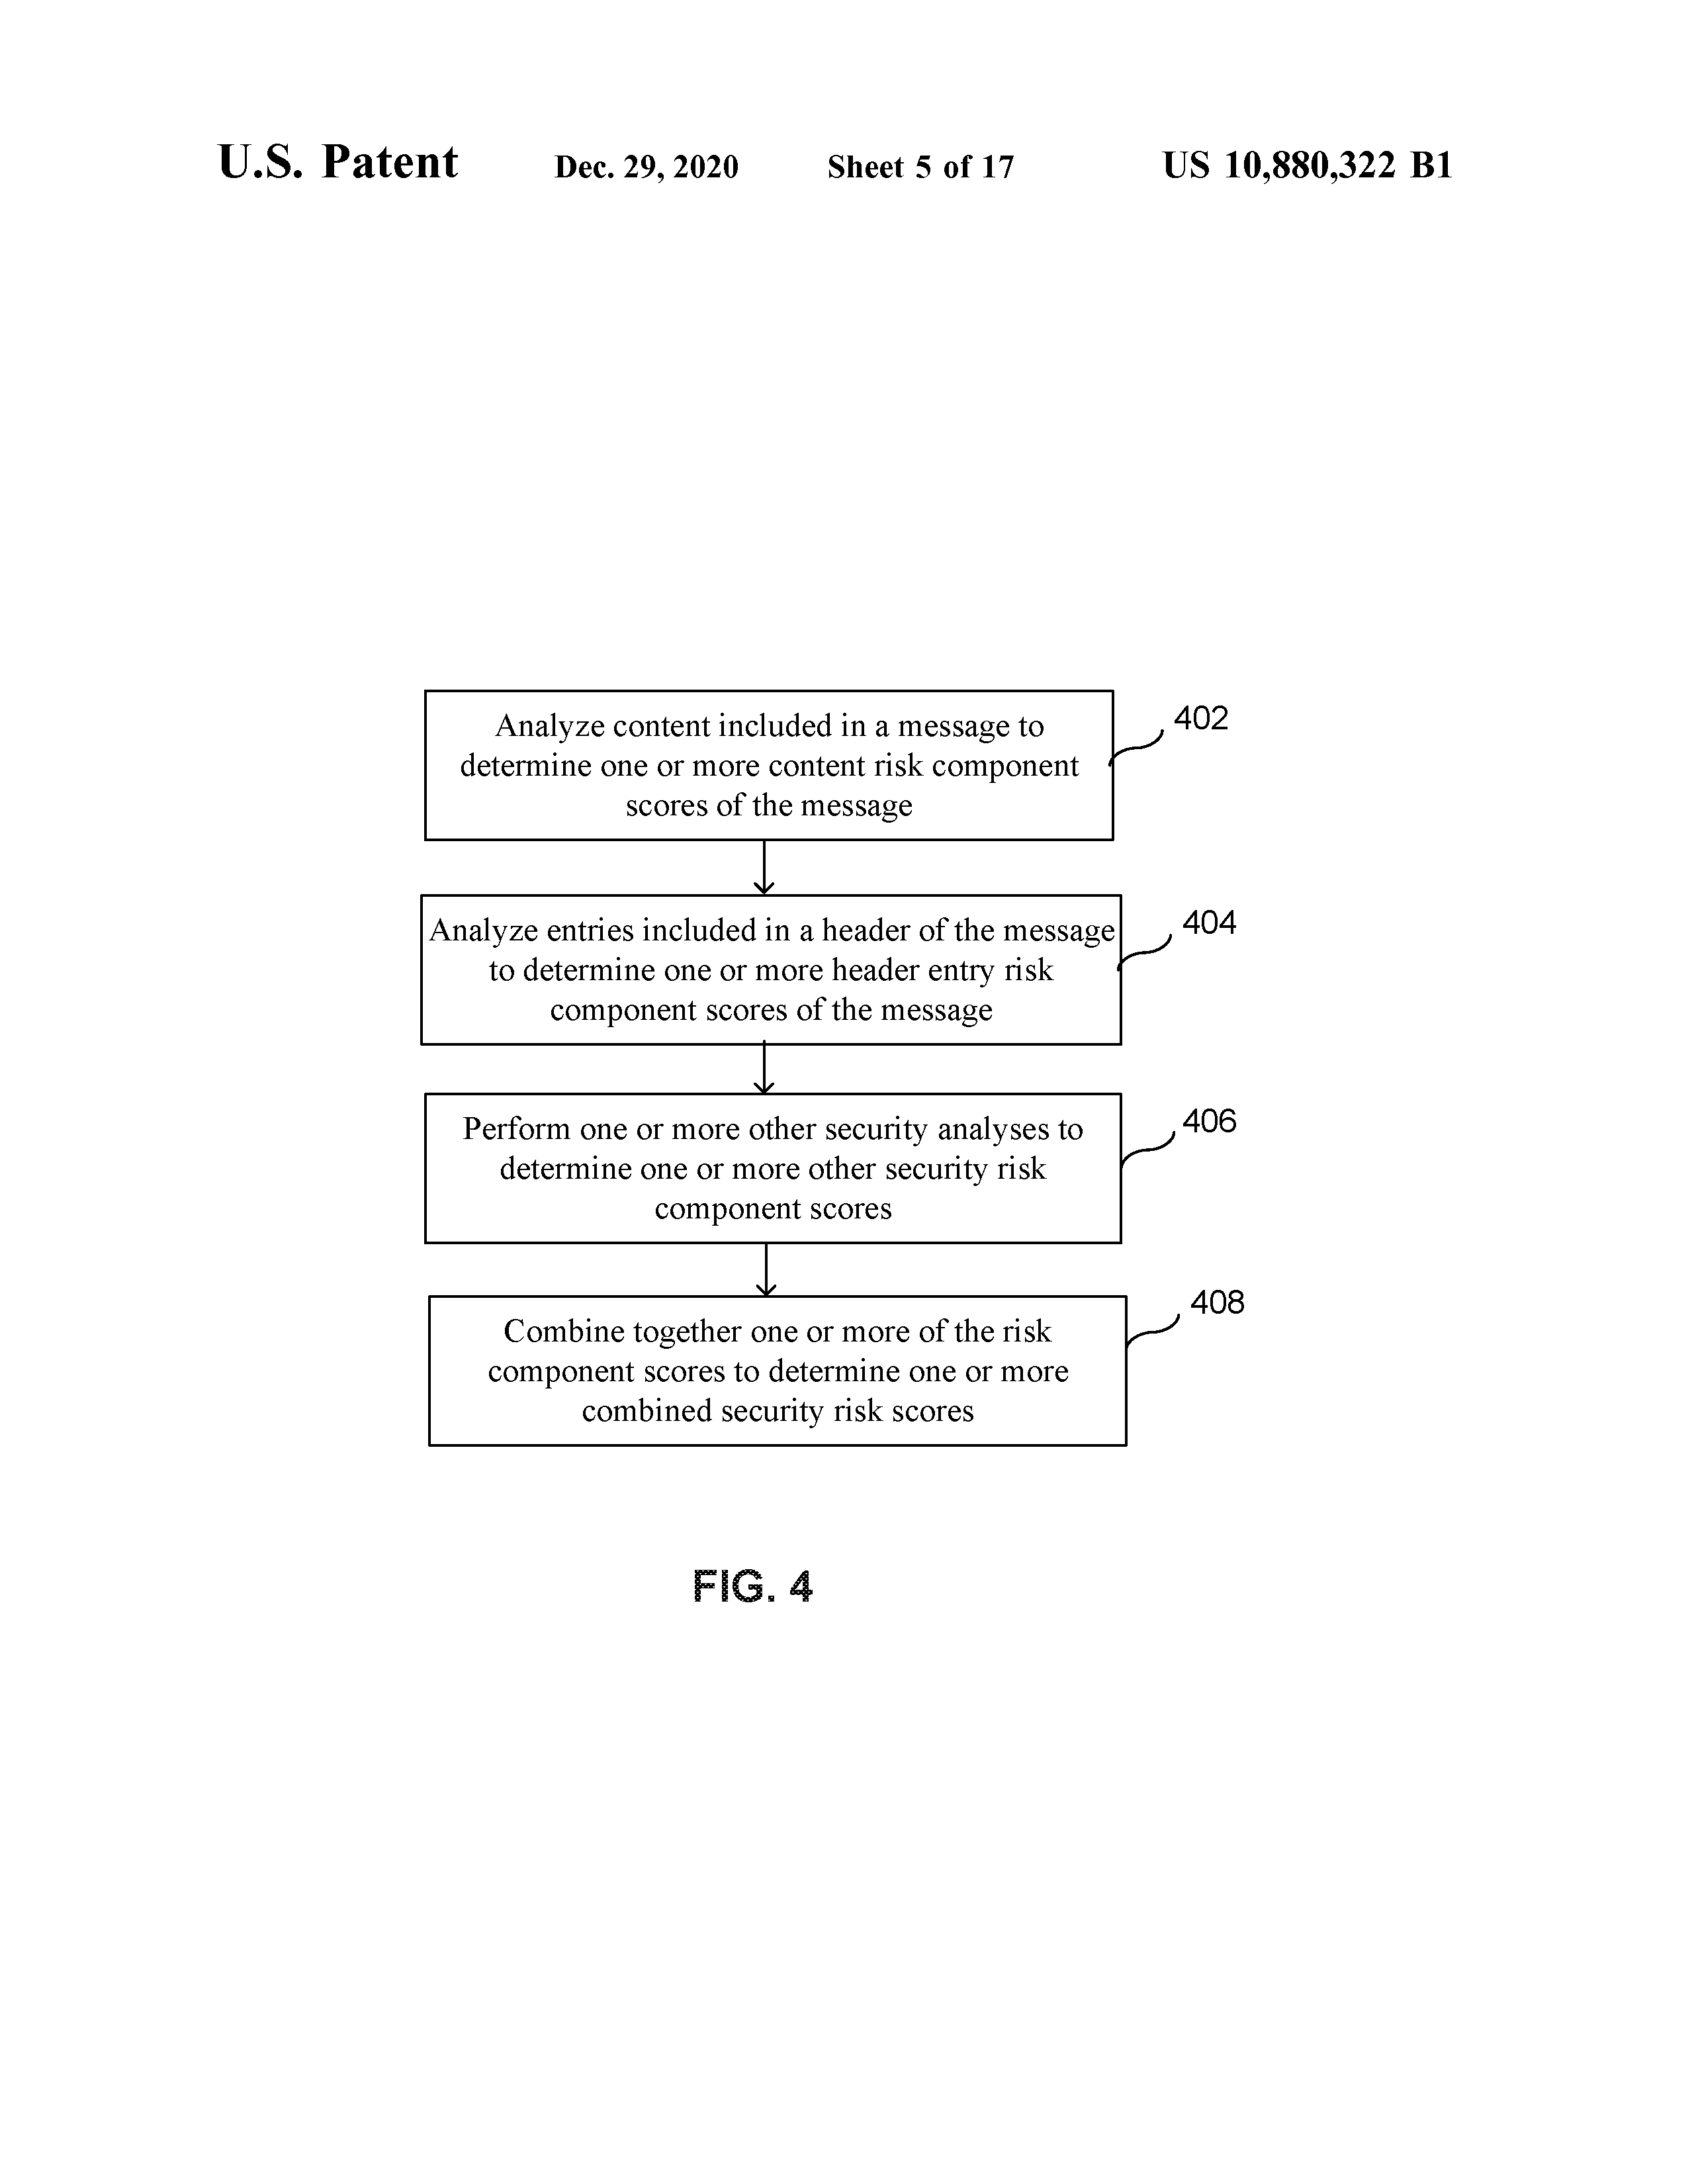 U.S. Patent Dec. 29, 2020 Sheet 5 of 17 US 10,880,322 B1
Analyze content included in a message to
determine one or more content risk component
scores of the message
402
Analyze entries included in a header of the message
to determine one or more header entry risk
component scores of the message
404
Perform one or more other security analyses to
determine one or more other security risk
component scores
406
Combine together one or more of the risk
component scores to determine one or more
combined security risk scores
408
FIG. 4